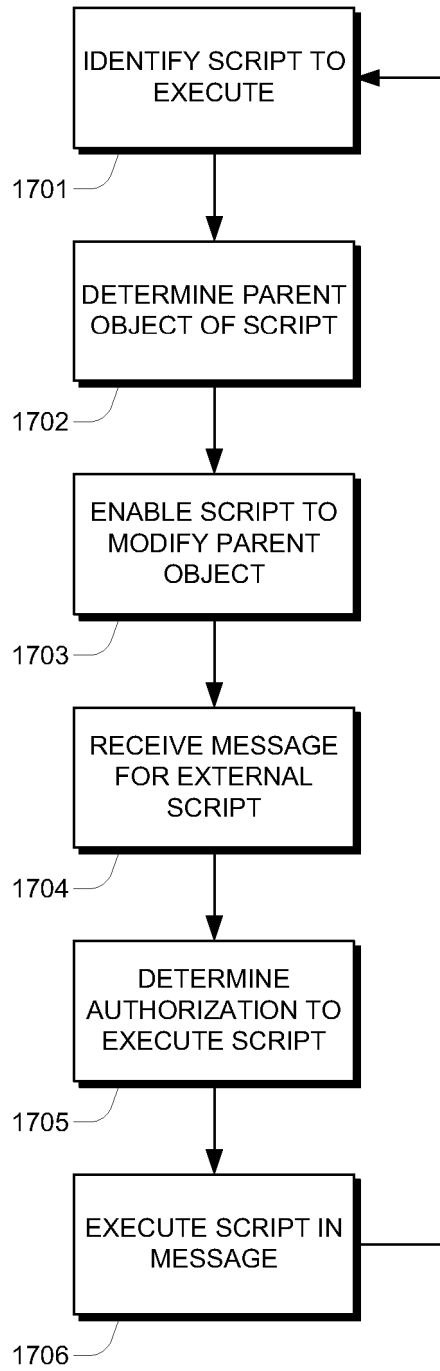 IDENTIFY SCRIPT TO
EXECUTE
1701
DETERMINE PARENT
OBJECT OF SCRIPT
1702
ENABLE SCRIPT TO
MODIFY PARENT
OBJECT
1703
RECEIVE MESSAGE
FOR EXTERNAL
SCRIPT
1704
DETERMINE
AUTHORIZATION TO
EXECUTE SCRIPT
1705
EXECUTE SCRIPT IN
MESSAGE
1706